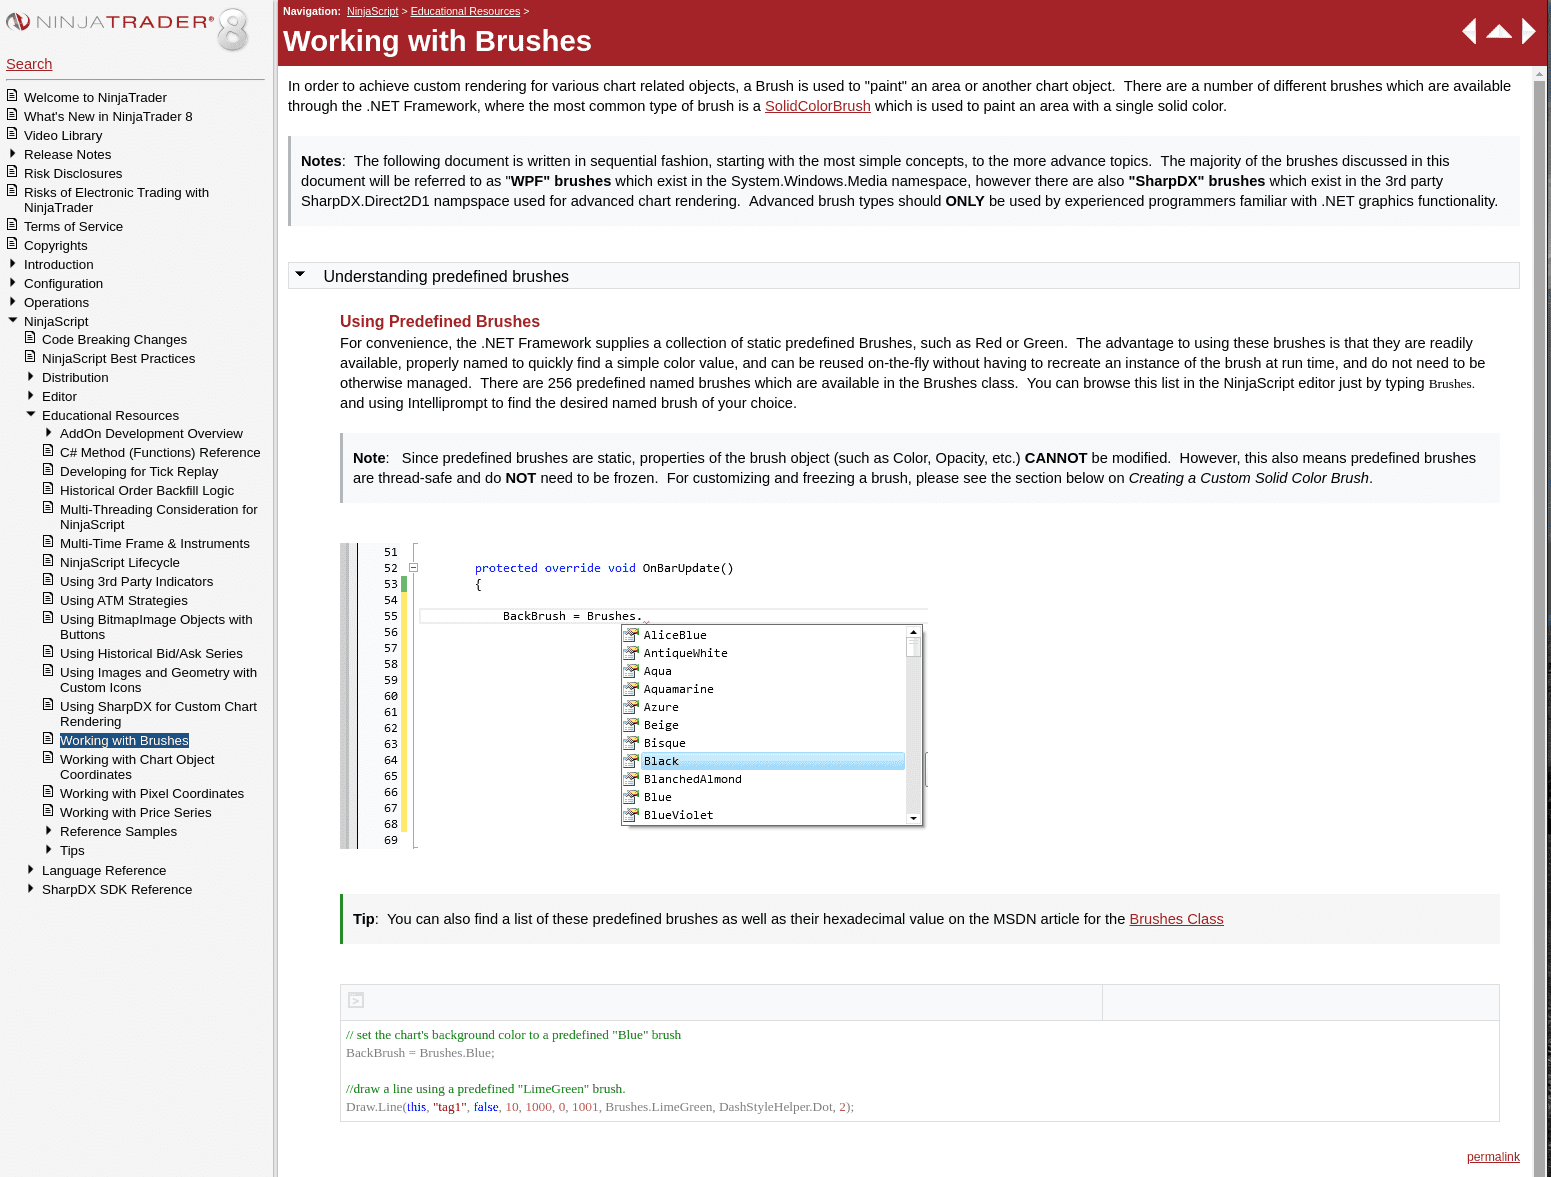 NINJATRADER® 8
Search
Welcome to NinjaTrader
What's New in NinjaTrader 8
Video Library
Release Notes
Risk Disclosures
Risks of Electronic Trading with
NinjaTrader
Terms of Service
Copyrights
Introduction
Configuration
Operations
NinjaScript
Code Breaking Changes
NinjaScript Best Practices
Distribution
Editor
Educational Resources
AddOn Development Overview
C# Method (Functions) Reference
Developing for Tick Replay
Historical Order Backfill Logic
Multi-Threading Consideration for
NinjaScript
Multi-Time Frame & Instruments
NinjaScript Lifecycle
Using 3rd Party Indicators
Using ATM Strategies
Using BitmapImage Objects with
Buttons
Using Historical Bid/Ask Series
Using Images and Geometry with
Custom Icons
Using SharpDX for Custom Chart
Rendering
Working with Brushes
Working with Chart Object
Coordinates
Working with Pixel Coordinates
Working with Price Series
Reference Samples
Tips
Language Reference
SharpDX SDK Reference
Navigation: NinjaScript > Educational Resources >
Working with Brushes
In order to achieve custom rendering for various chart related objects, a Brush is used to "paint" an area or another chart object. There are a number of different brushes which are available
through the .NET Framework, where the most common type of brush is a SolidColorBrush which is used to paint an area with a single solid color.
Notes: The following document is written in sequential fashion, starting with the most simple concepts, to the more advance topics. The majority of the brushes discussed in this
document will be referred to as "WPF" brushes which exist in the System.Windows.Media namespace, however there are also "SharpDX" brushes which exist in the 3rd party
SharpDX.Direct2D1 nampspace used for advanced chart rendering. Advanced brush types should ONLY be used by experienced programmers familiar with .NET graphics functionality.
Understanding predefined brushes
Using Predefined Brushes
For convenience, the .NET Framework supplies a collection of static predefined Brushes, such as Red or Green. The advantage to using these brushes is that they are readily
available, properly named to quickly find a simple color value, and can be reused on-the-fly without having to recreate an instance of the brush at run time, and do not need to be
otherwise managed. There are 256 predefined named brushes which are available in the Brushes class. You can browse this list in the NinjaScript editor just by typing Brushes.
and using Intelliprompt to find the desired named brush of your choice.
Note: Since predefined brushes are static, properties of the brush object (such as Color, Opacity, etc.) CANNOT be modified. However, this also means predefined brushes
are thread-safe and do NOT need to be frozen. For customizing and freezing a brush, please see the section below on Creating a Custom Solid Color Brush.
51
52 protected override void OnBarUpdate()
53 {
54
55 BackBrush = Brushes.
56 AliceBlue
57 AntiqueWhite
58 Aqua
59 Aquamarine
60 Azure
61 Beige
62 Bisque
63 Black
64 BlanchedAlmond
65 Blue
66 BlueViolet
67
68
69
Tip: You can also find a list of these predefined brushes as well as their hexadecimal value on the MSDN article for the Brushes Class
// set the chart's background color to a predefined "Blue" brush
BackBrush = Brushes.Blue;
//draw a line using a predefined "LimeGreen" brush.
Draw.Line(this, "tag1", false, 10, 1000, 0, 1001, Brushes.LimeGreen, DashStyleHelper.Dot, 2);
permalink